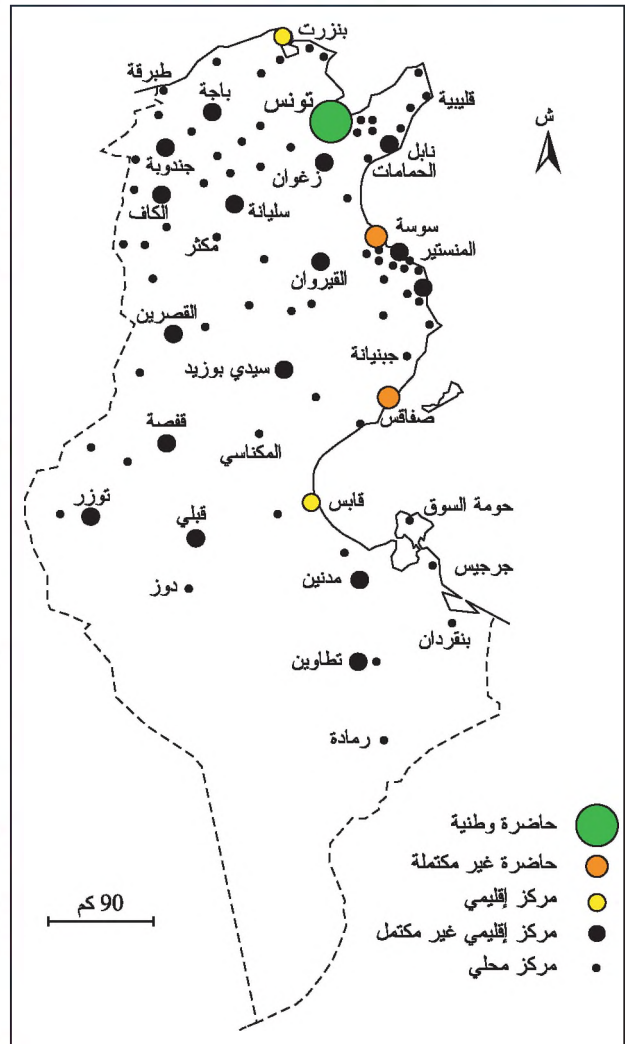 بنزرت
طبرقة
باجة
تونس
قليبية
ش
نابل
الحمامات
جندوبة
زغوان
الكاف
سليانة
سوسة
المنستير
مكثر
القيروان
القصرين
جبنيانة
سيدي بوزيد
صفاقس
قفصة
المكناسي
توزر
قابس
حومة السوق
قبلي
جرجيس
دوز
مدنين
بنقردان
تطاوين
رمادة
حاضرة وطنية
حاضرة غير مكتملة
مركز إقليمي
مركز إقليمي غير مكتمل
مركز محلي
90 كم